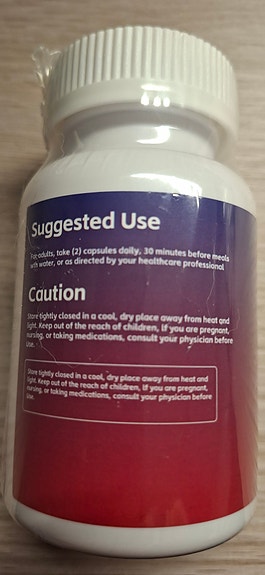 Suggested Use
For adults, take (2) capsules daily, 30 minutes before meals
with water, or as directed by your healthcare professional
Caution
Store tightly closed in a cool, dry place away from heat and
light. Keep out of the reach of children, If you are pregnant,
nursing, or taking medications, consult your physician before
Use.
Store tightly closed in a cool, dry place away from heat and
light. Keep out of the reach of children, If you are pregnant,
nursing, or taking medications, consult your physician before
Use.